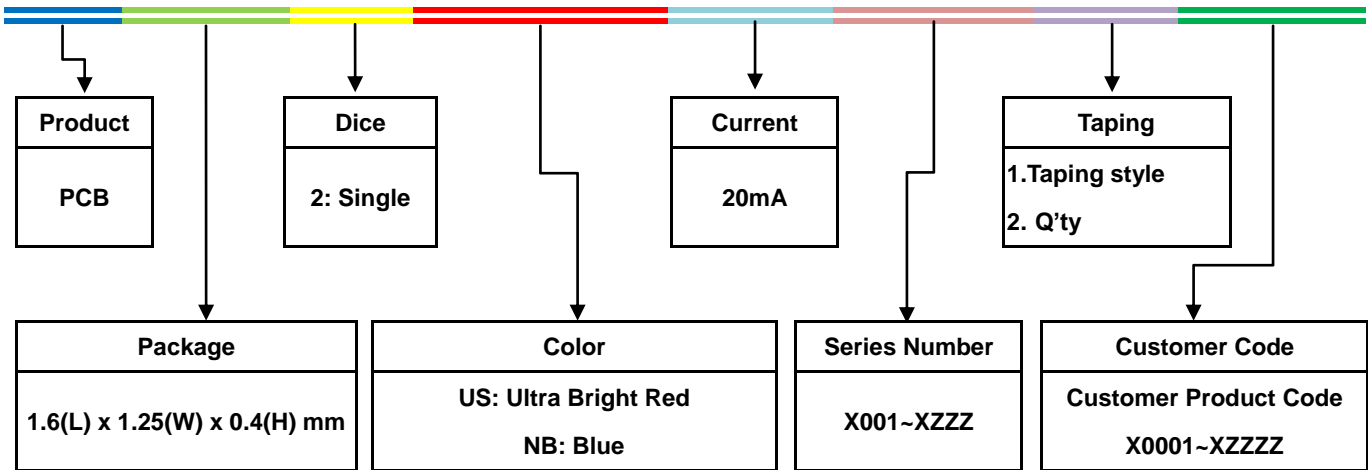 Product
PCB
Dice
2: Single
Current
20mA
Taping
1.Taping style
2. Q’ty
Package
1.6(L) x 1.25(W) x 0.4(H) mm
Color
US: Ultra Bright Red
NB: Blue
Series Number
X001~XZZZ
Customer Code
Customer Product Code
X0001~XZZZZ